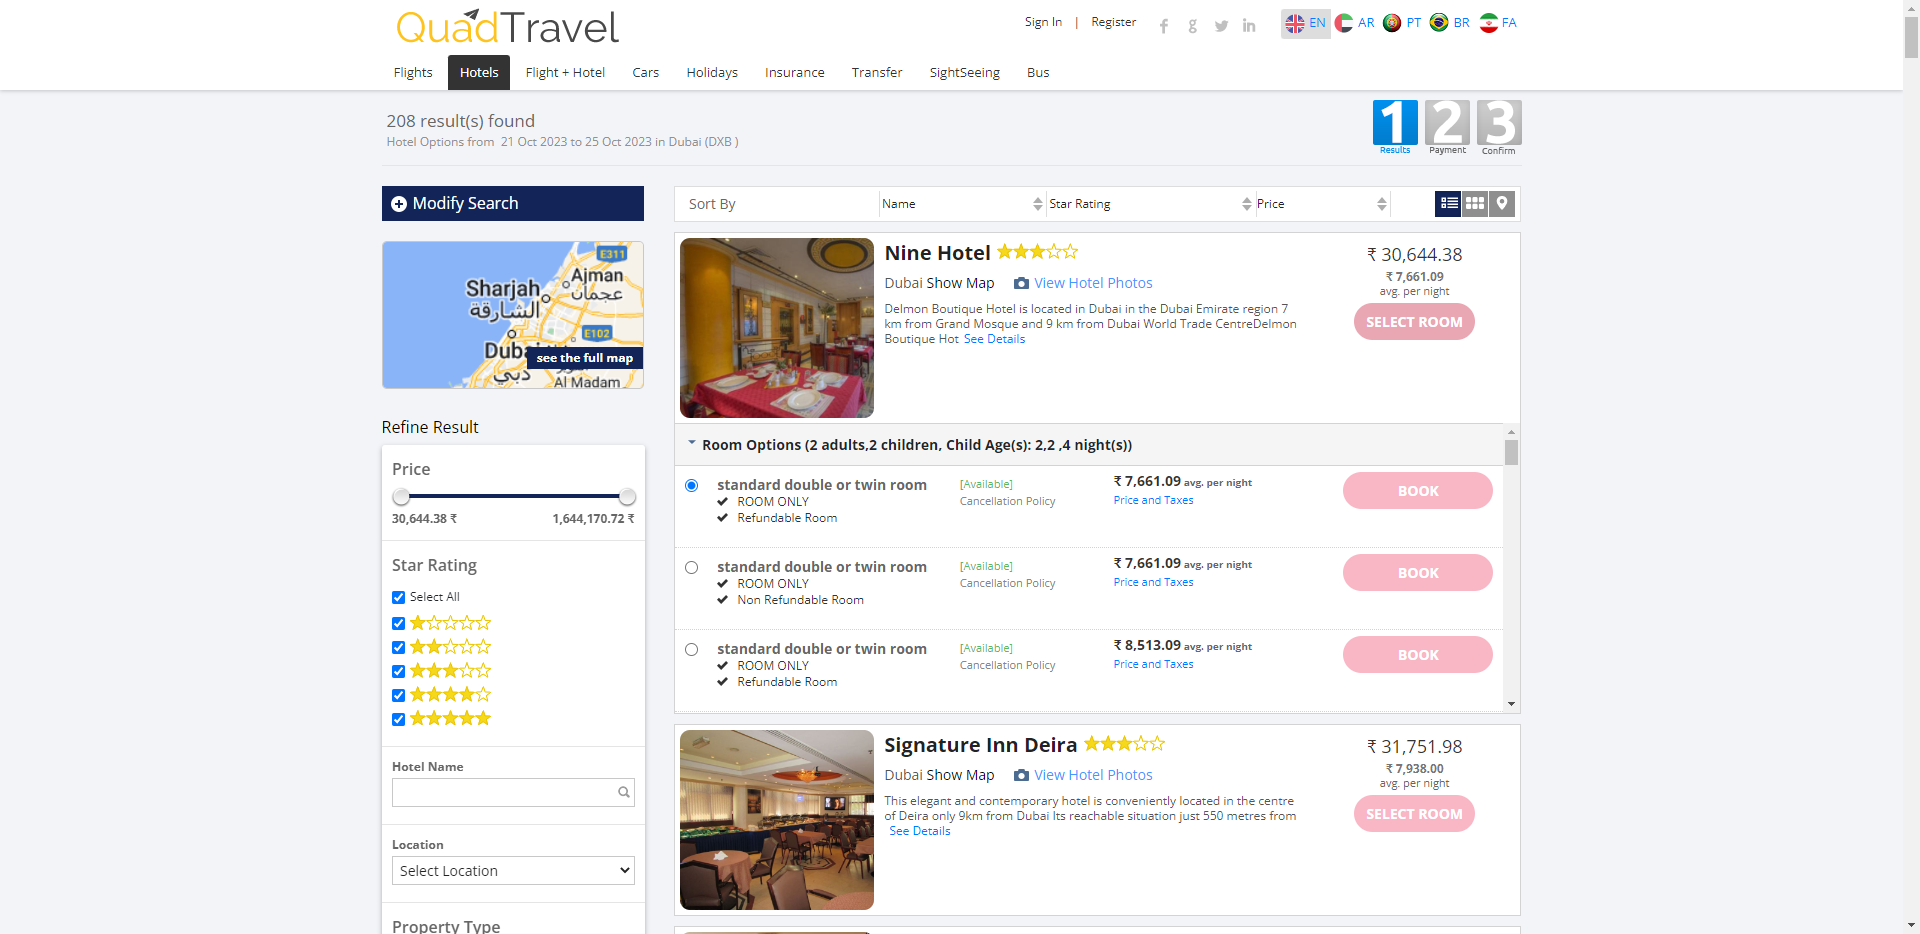 QuadTravel
Sign In | Register
EN AR PT BR FA
Flights Hotels Flight + Hotel Cars Holidays Insurance Transfer SightSeeing Bus
208 result(s) found
Hotel Options from 21 Oct 2023 to 25 Oct 2023 in Dubai (DXB )
1 2 3
Results Payment Confirm
Modify Search
E311
Ajman
عجمان
Sharjah
الشارقة
E102
Dubai
دبي
see the full map
Al Madam
Refine Result
Price
30,644.38 ₹ 1,644,170.72 ₹
Star Rating
Select All
Hotel Name
Location
Select Location
Property Type
Sort By Name Star Rating Price
Nine Hotel
Dubai Show Map View Hotel Photos
Delmon Boutique Hotel is located in Dubai in the Dubai Emirate region 7
km from Grand Mosque and 9 km from Dubai World Trade CentreDelmon
Boutique Hot See Details
₹ 30,644.38
₹ 7,661.09
avg. per night
SELECT ROOM
Room Options (2 adults,2 children, Child Age(s): 2,2 ,4 night(s))
standard double or twin room
ROOM ONLY
Refundable Room
[Available]
Cancellation Policy
₹ 7,661.09 avg. per night
Price and Taxes
BOOK
standard double or twin room
ROOM ONLY
Non Refundable Room
[Available]
Cancellation Policy
₹ 7,661.09 avg. per night
Price and Taxes
BOOK
standard double or twin room
ROOM ONLY
Refundable Room
[Available]
Cancellation Policy
₹ 8,513.09 avg. per night
Price and Taxes
BOOK
Signature Inn Deira
Dubai Show Map View Hotel Photos
This elegant and contemporary hotel is conveniently located in the centre
of Deira only 9km from Dubai Its reachable situation just 550 metres from
See Details
₹ 31,751.98
₹ 7,938.00
avg. per night
SELECT ROOM